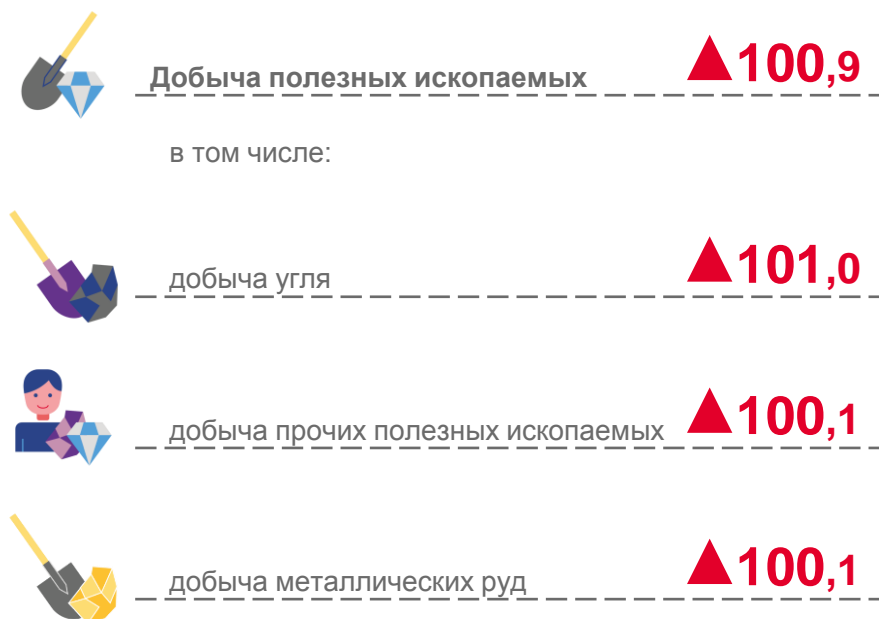 Добыча полезных ископаемых ▲100,9
в том числе:
добыча угля ▲101,0
добыча прочих полезных ископаемых ▲100,1
добыча металлических руд ▲100,1